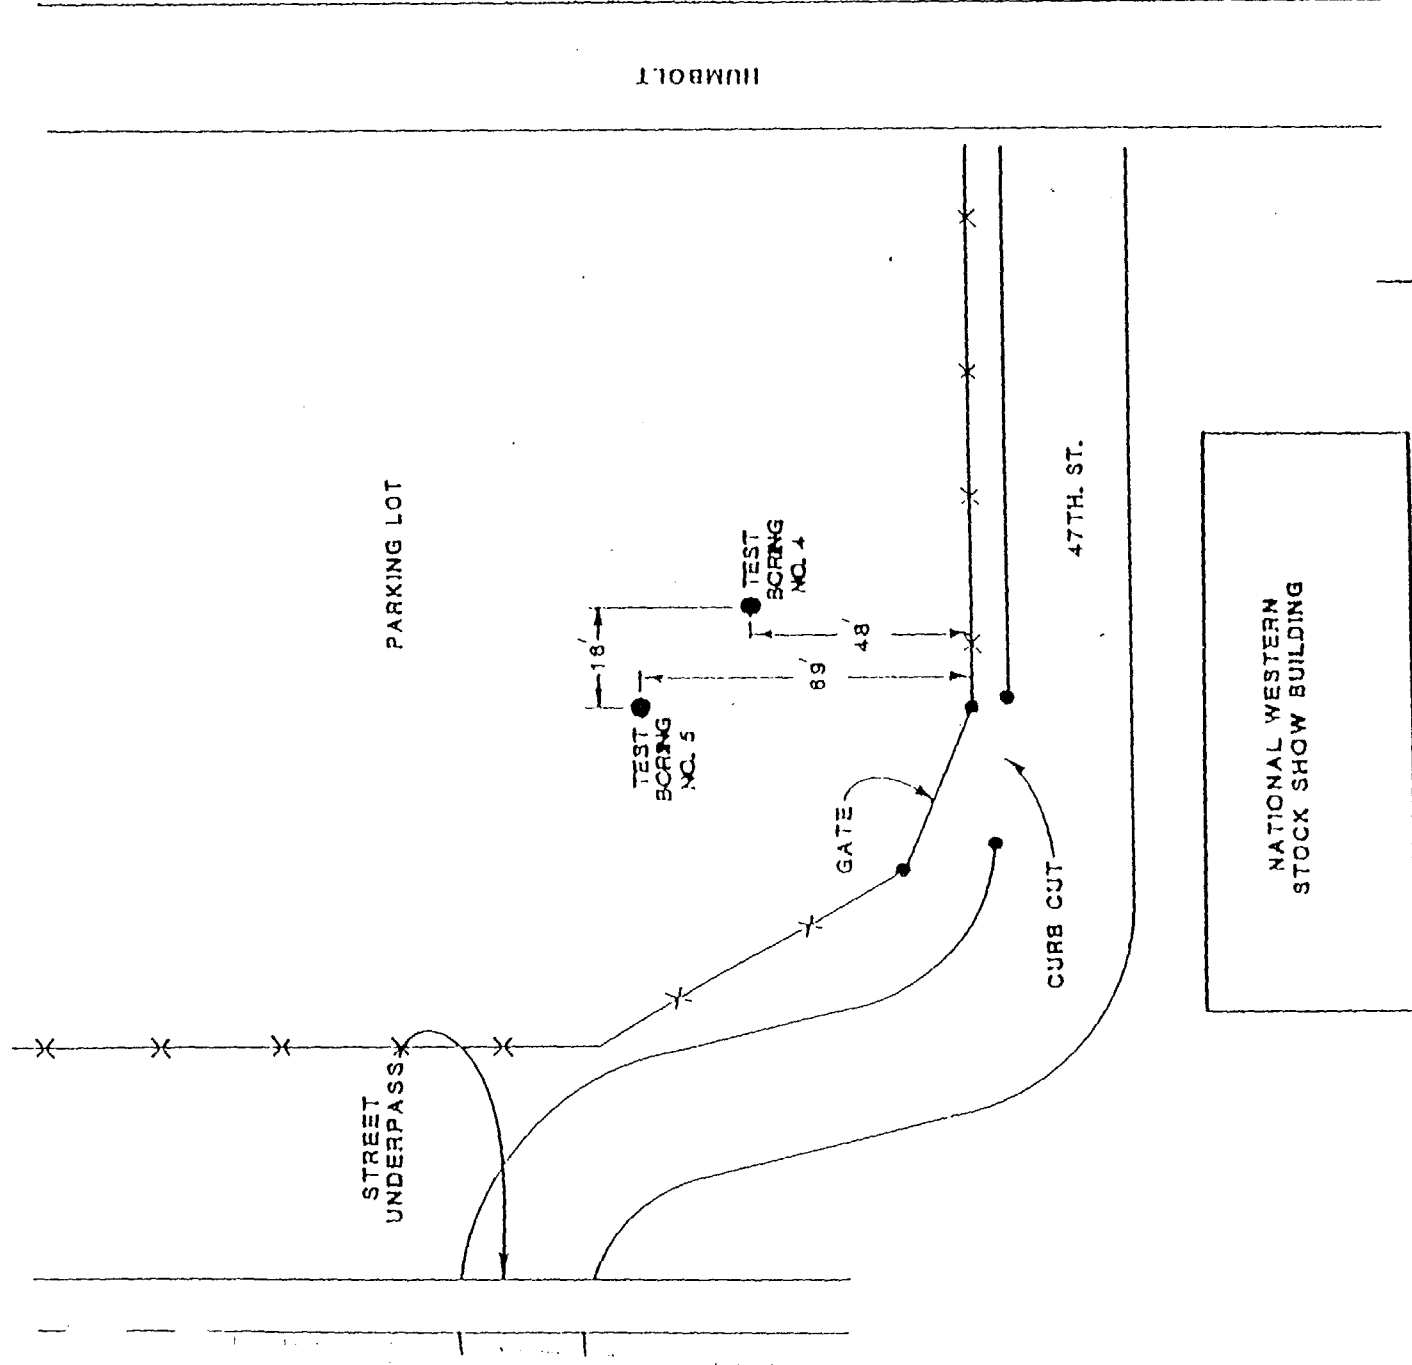 HUMBOLT
PARKING LOT
TEST
BORING
NO. 4
18'
48'
69'
TEST
BORING
NO. 5
47TH. ST.
GATE
CURB CUT
STREET
UNDERPASS
NATIONAL WESTERN
STOCK SHOW BUILDING